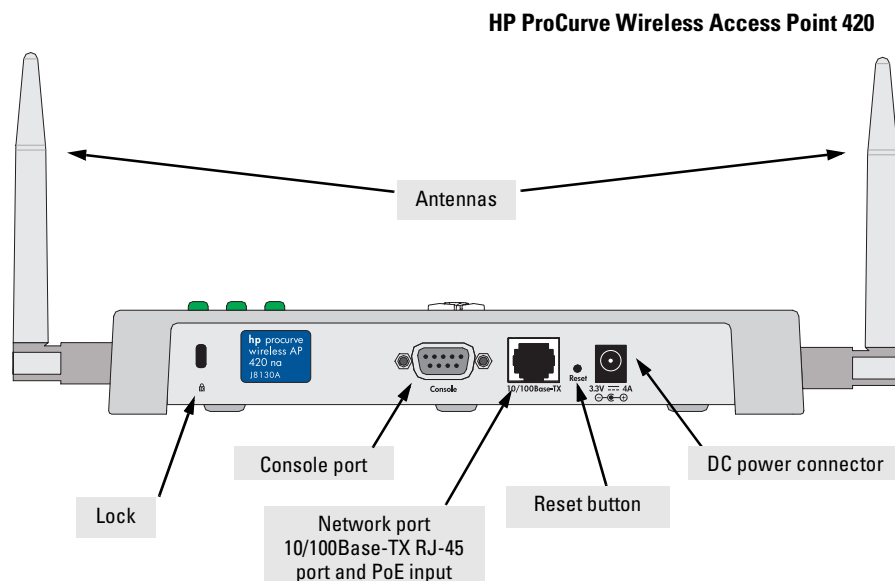 HP ProCurve Wireless Access Point 420
Antennas
hp procurve
wireless AP
420 na
J8130A
Console
10/100Base-TX
Reset
3.3V 4A
Console port
DC power connector
Lock
Reset button
Network port
10/100Base-TX RJ-45
port and PoE input